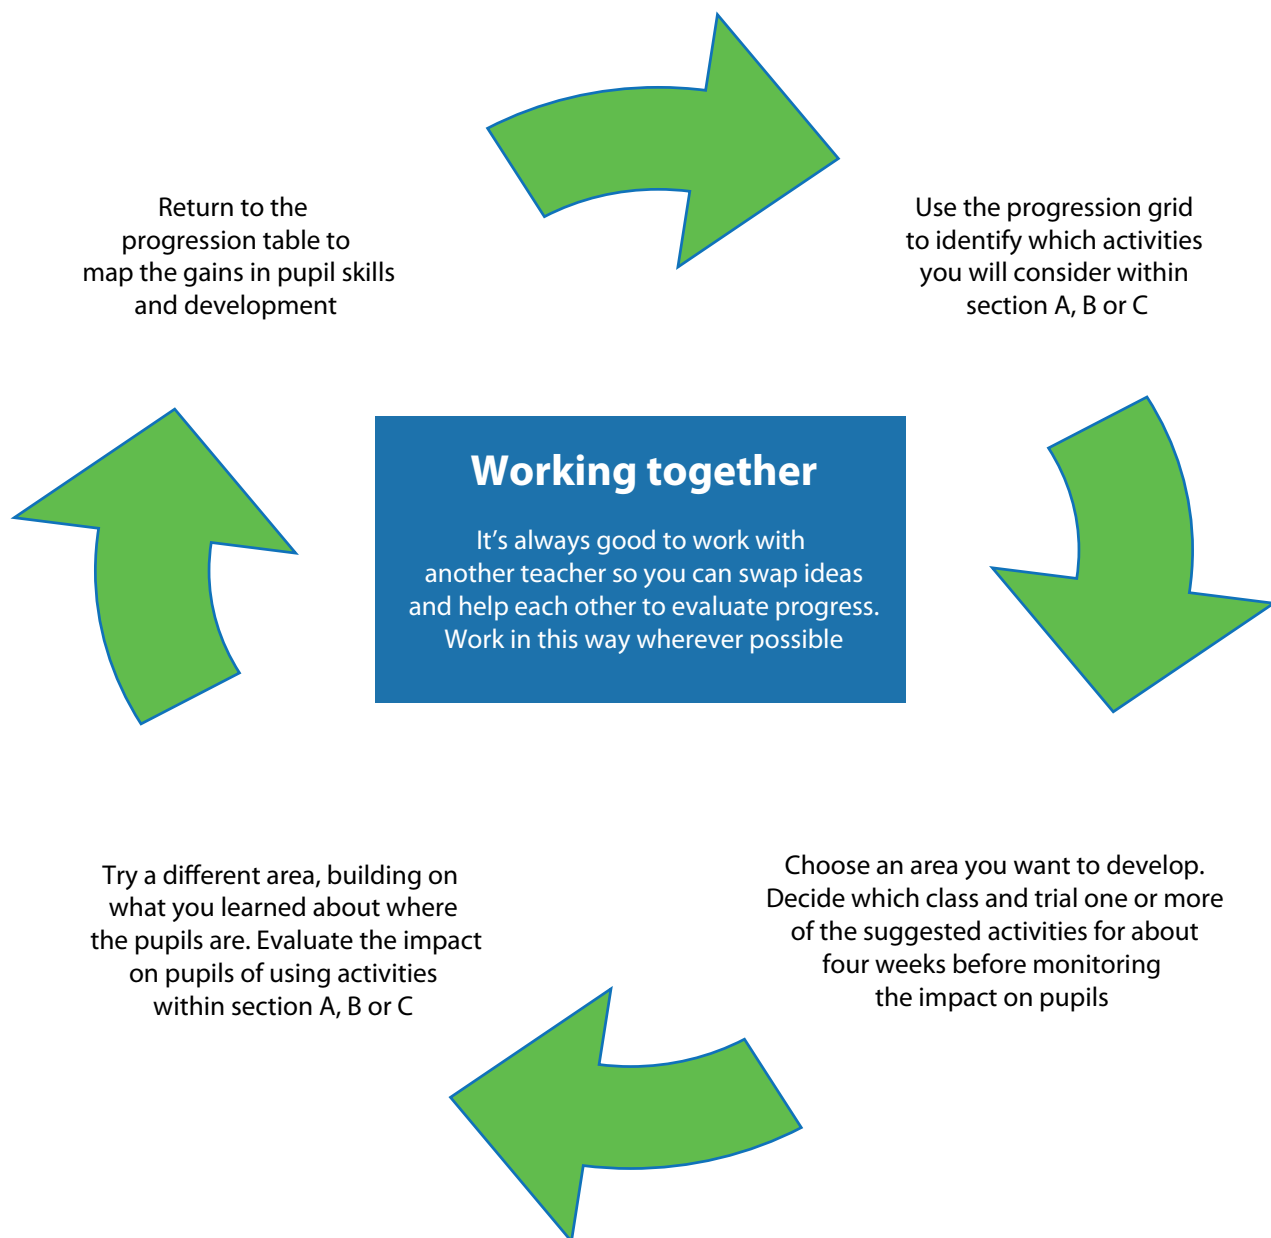 Return to the
progression table to
map the gains in pupil skills
and development
Use the progression grid
to identify which activities
you will consider within
section A, B or C
Working together
It’s always good to work with
another teacher so you can swap ideas
and help each other to evaluate progress.
Work in this way wherever possible
Try a different area, building on
what you learned about where
the pupils are. Evaluate the impact
on pupils of using activities
within section A, B or C
Choose an area you want to develop.
Decide which class and trial one or more
of the suggested activities for about
four weeks before monitoring
the impact on pupils